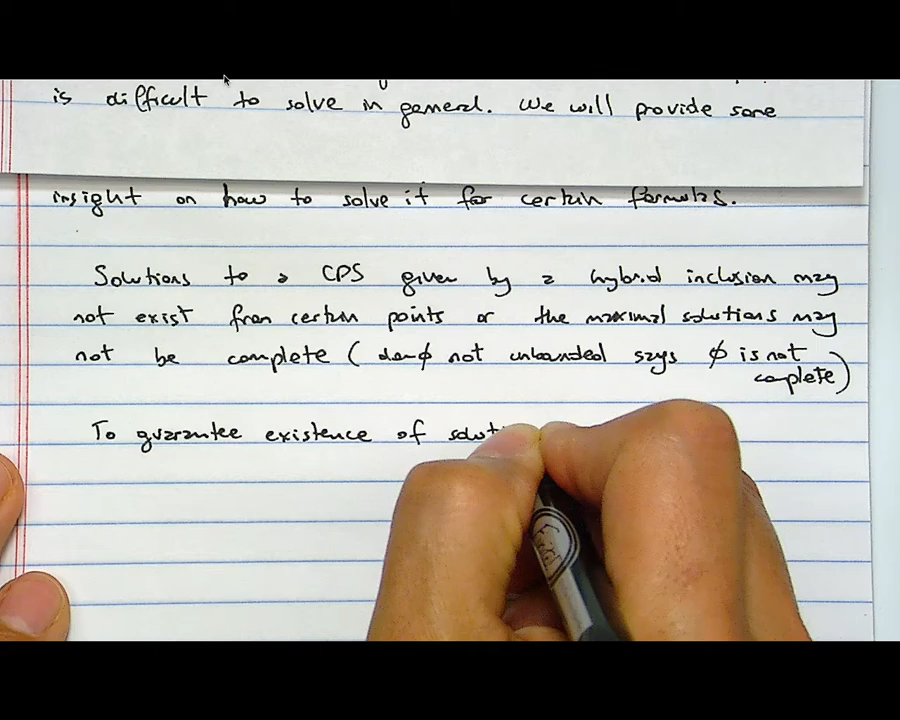 is difficult to solve in general. We will provide some
insight on how to solve it for certain formulas.
Solutions to a CPS given by a hybrid inclusion may
not exist from certain points or the maximal solutions may
not be complete ( dom ϕ not unbounded says ϕ is not
complete )
To guarantee existence of soluti